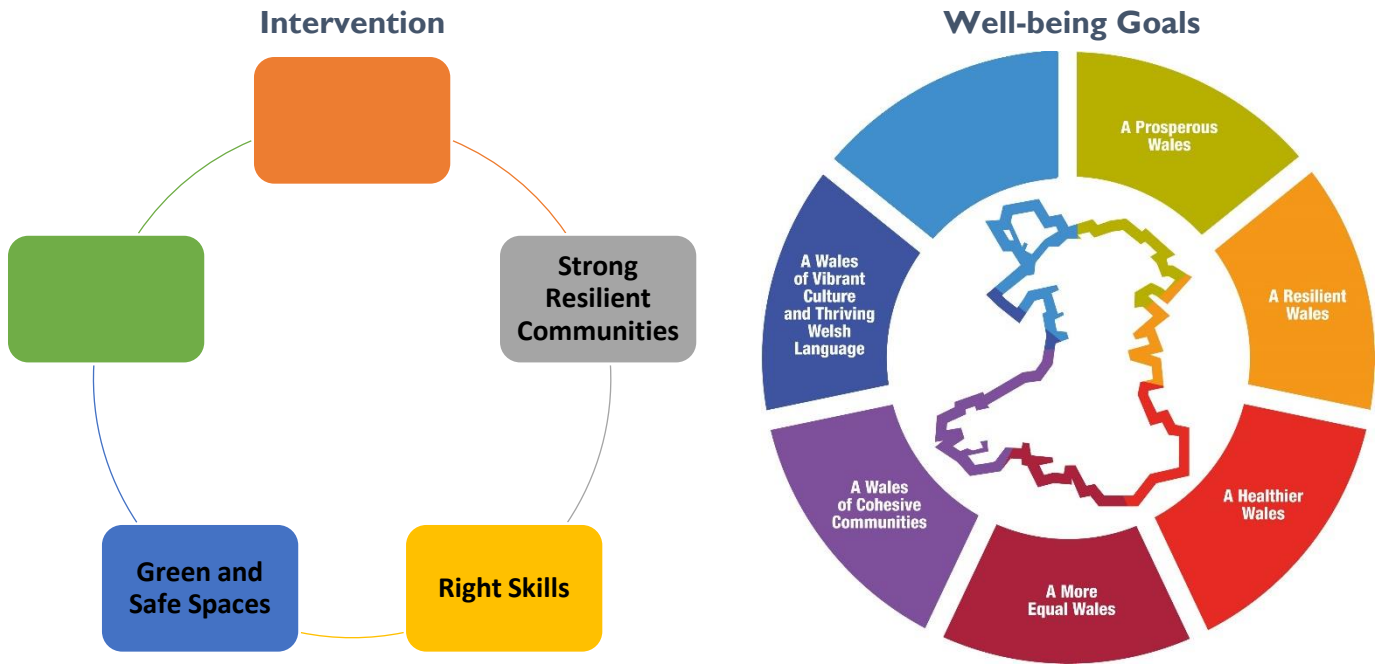 Intervention
Strong
Resilient
Communities
Right Skills
Green and
Safe Spaces
Well-being Goals
A Prosperous
Wales
A Resilient
Wales
A Healthier
Wales
A More
Equal Wales
A Wales
of Cohesive
Communities
A Wales
of Vibrant
Culture
and Thriving
Welsh
Language